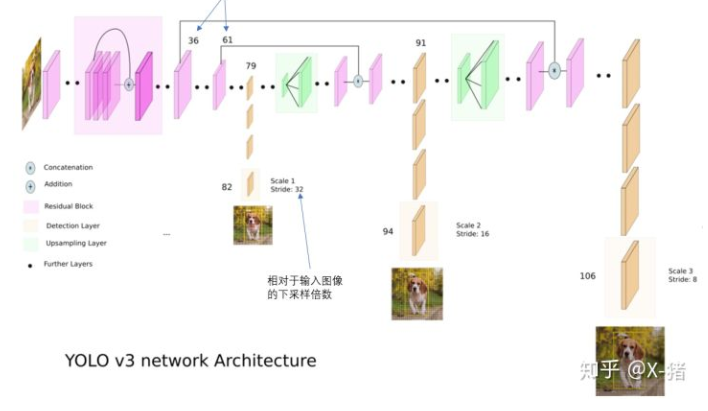 36
61
91
79
Concatenation
Addition
Residual Block
Detection Layer
Upsampling Layer
Further Layers
82
Scale 1
Stride: 32
94
Scale 2
Stride: 16
106
Scale 3
Stride: 8
相对于输入图像
的下采样倍数
YOLO v3 network Architecture
知乎 @X-猪